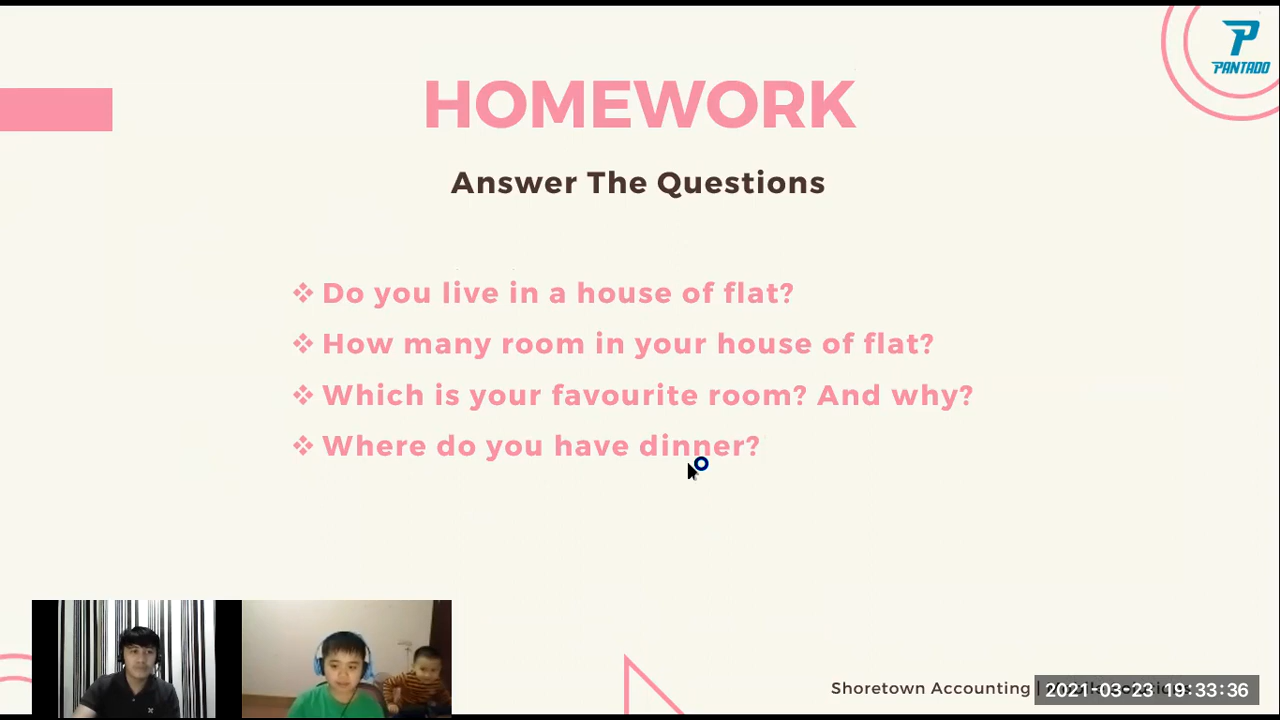 PANTADO
HOMEWORK
Answer The Questions
❖ Do you live in a house of flat?
❖ How many room in your house of flat?
❖ Which is your favourite room? And why?
❖ Where do you have dinner?
Shoretown Accounting |
2021-03-23 19:33:36